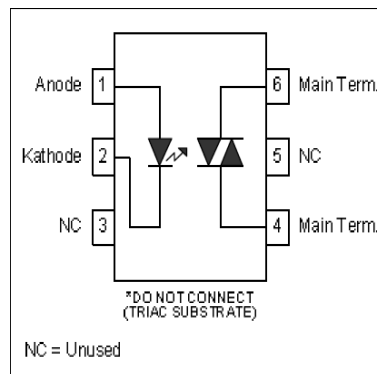 Anode 1 6 Main Term.
Kathode 2 5 NC
NC 3 4 Main Term.
*DO NOT CONNECT
(TRIAC SUBSTRATE)
NC = Unused